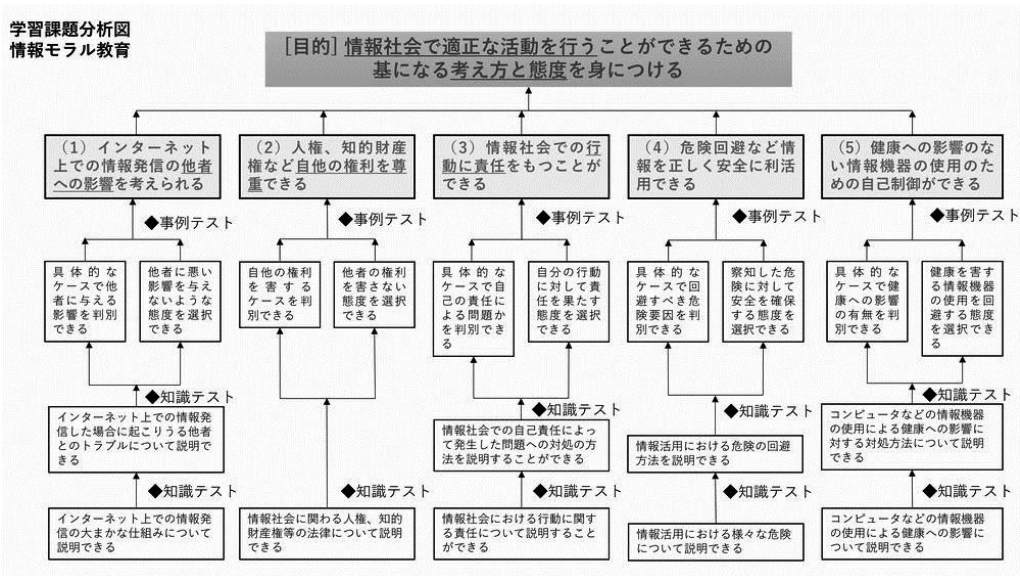 学習課題分析図
情報モラル教育
[目的] 情報社会で適正な活動を行うことができるための
基になる考え方と態度を身につける
（1）インターネット
上での情報発信の他者
への影響を考えられる
（2）人権、知的財産
権など自他の権利を尊
重できる
（3）情報社会での行
動に責任をもつことが
できる
（4）危険回避など情
報を正しく安全に利活
用できる
（5）健康への影響のな
い情報機器の使用のた
めの自己制御ができる
◆事例テスト
◆事例テスト
◆事例テスト
◆事例テスト
◆事例テスト
具体的な
ケースで他
者に与える
影響を判別
できる
他者に悪い
影響を与え
ないような
態度を選択
できる
自他の権利
を害する
ケースを判
別できる
他者の権利
を害さない
態度を選択
できる
具体的な
ケースで自
己の責任に
よる問題か
を判別でき
る
自分の行動
に対して責
任を果たす
態度を選択
できる
具体的な
ケースで回
避すべき危
険要因を判
別できる
察知した危
険に対して
安全を確保
する態度を
選択できる
具体的な
ケースで健
康への影響
の有無を判
別できる
健康を害す
る情報機器
の使用を回
避する態度
を選択でき
る
◆知識テスト
◆知識テスト
◆知識テスト
◆知識テスト
インターネット上での情報発
信した場合に起こりうる他者
とのトラブルについて説明で
きる
情報社会での自己責任によっ
て発生した問題への対処の方
法を説明することができる
情報活用における危険の回避
方法を説明できる
コンピュータなどの情報機器
の使用による健康への影響に
対する対処方法について説明
できる
◆知識テスト
◆知識テスト
◆知識テスト
◆知識テスト
◆知識テスト
インターネット上での情報発
信の大まかな仕組みについて
説明できる
情報社会に関わる人権、知的
財産権等の法律について説明
できる
情報社会における行動に関す
る責任について説明すること
ができる
情報活用における様々な危険
について説明できる
コンピュータなどの情報機器
の使用による健康への影響に
ついて説明できる